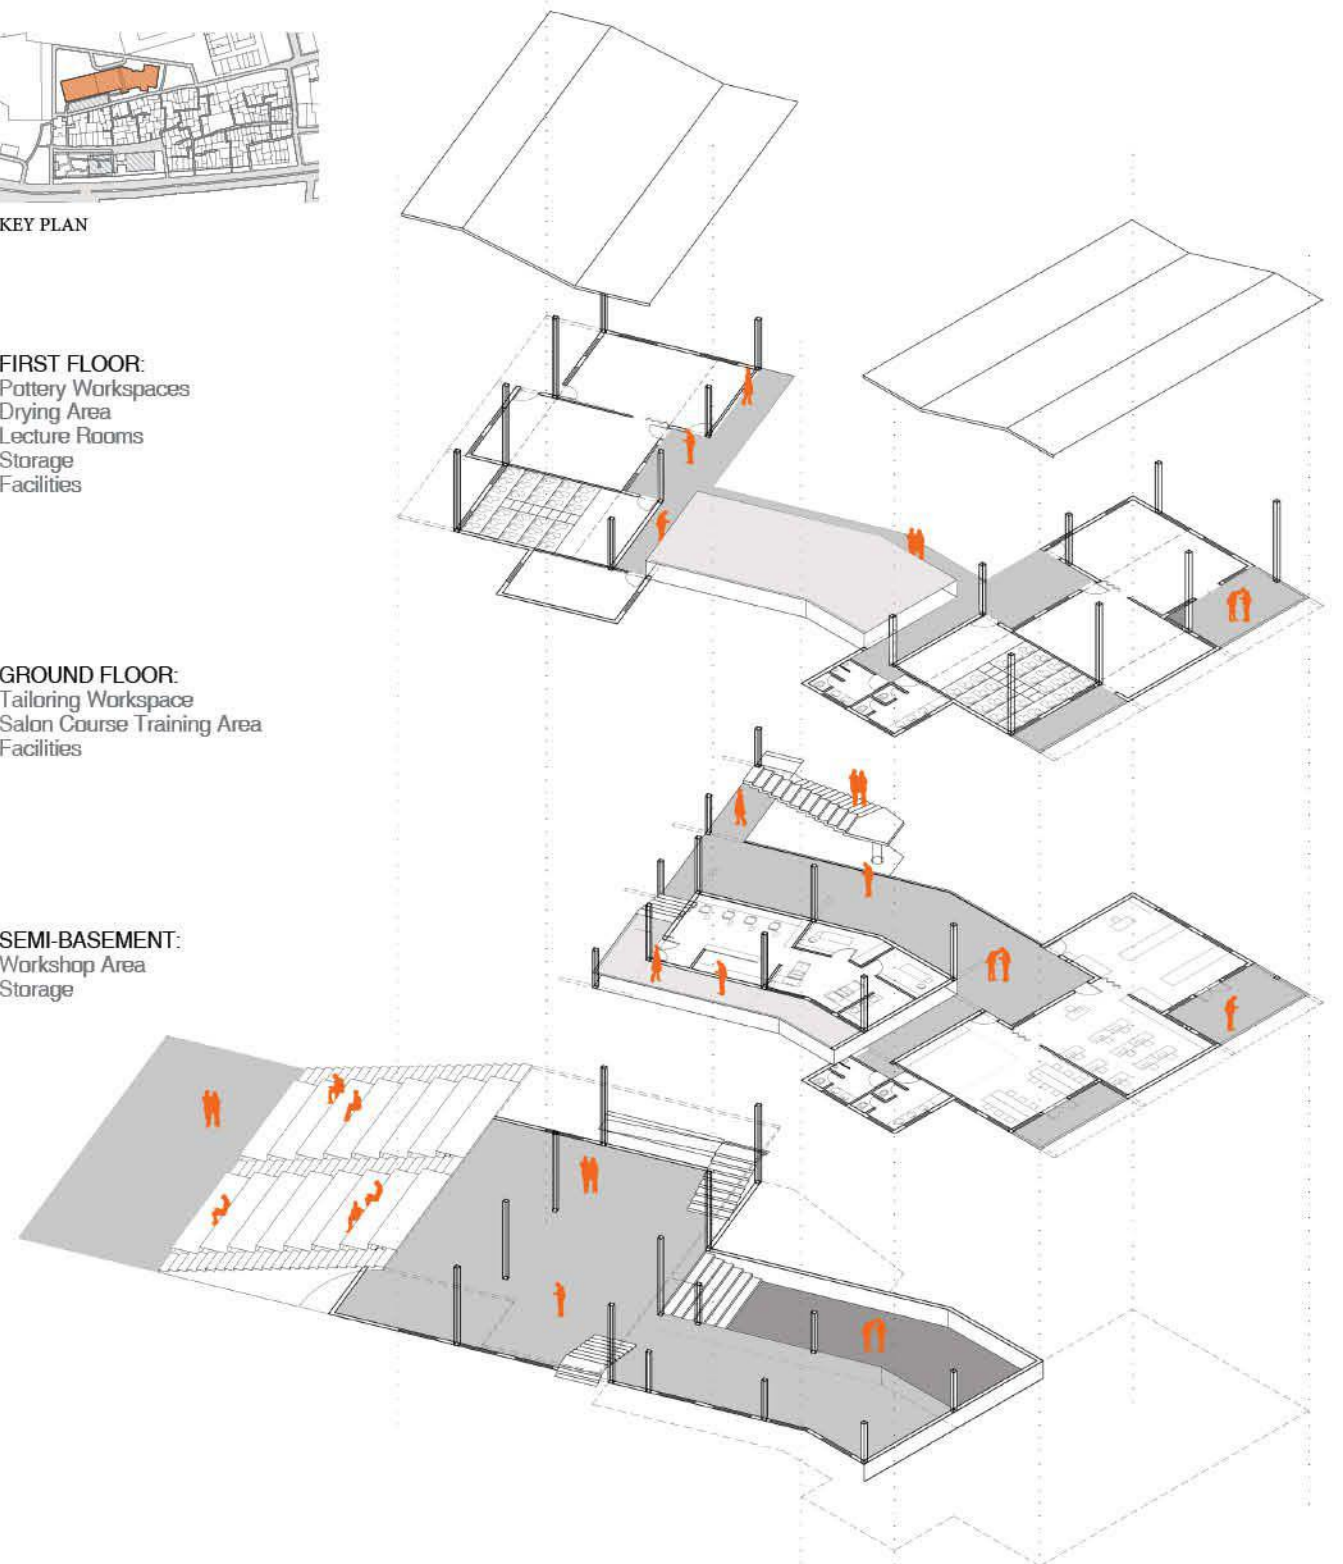 KEY PLAN
FIRST FLOOR:
Pottery Workspaces
Drying Area
Lecture Rooms
Storage
Facilities
GROUND FLOOR:
Tailoring Workspace
Salon Course Training Area
Facilities
SEMI-BASEMENT:
Workshop Area
Storage